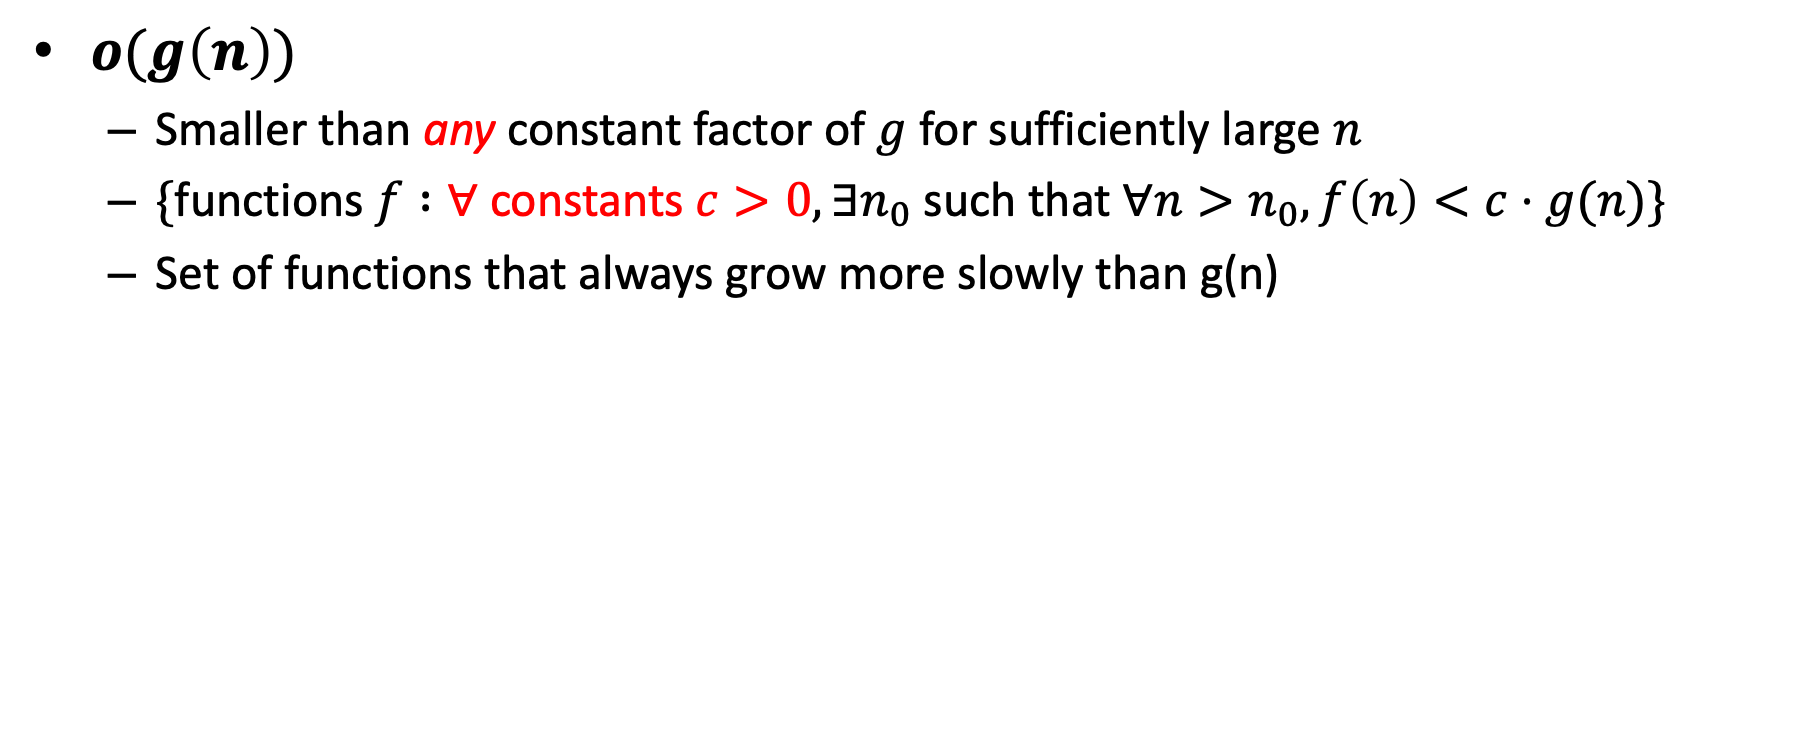 • o(g(n))
– Smaller than any constant factor of g for sufficiently large n
– {functions f : ∀ constants c > 0, ∃n₀ such that ∀n > n₀, f(n) < c · g(n)}
– Set of functions that always grow more slowly than g(n)